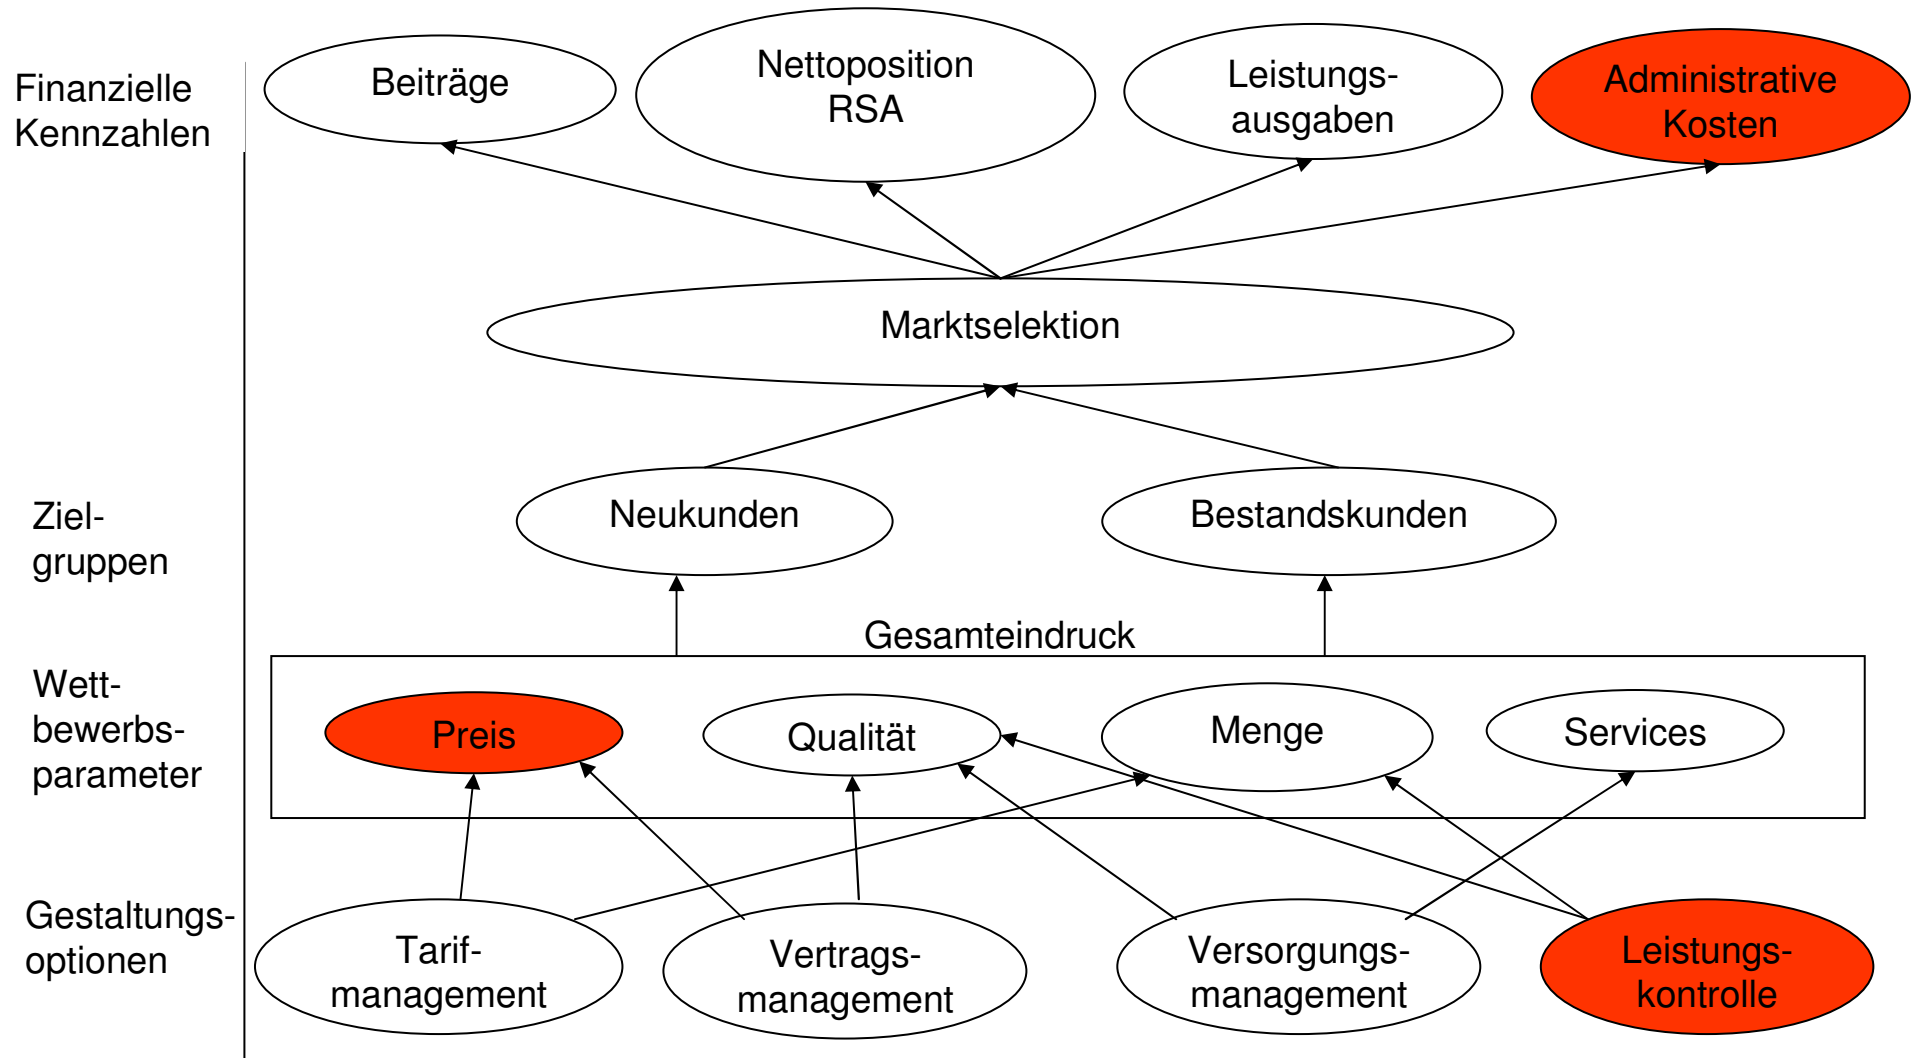 Finanzielle
Kennzahlen
Beiträge
Nettoposition
RSA
Leistungs-
ausgaben
Administrative
Kosten
Marktselektion
Ziel-
gruppen
Neukunden
Bestandskunden
Gesamteindruck
Wett-
bewerbs-
parameter
Preis
Qualität
Menge
Services
Gestaltungs-
optionen
Tarif-
management
Vertrags-
management
Versorgungs-
management
Leistungs-
kontrolle